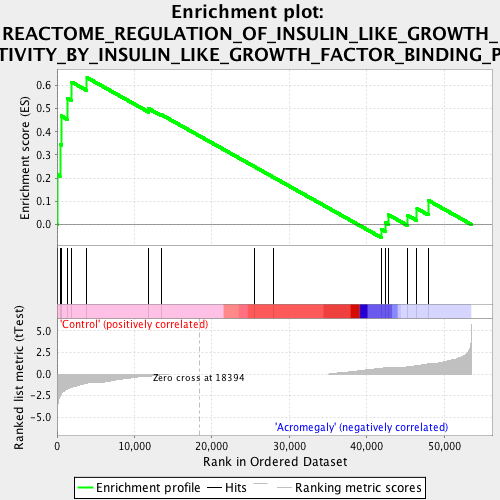 Enrichment plot:
REACTOME_REGULATION_OF_INSULIN_LIKE_GROWTH_
TIVITY_BY_INSULIN_LIKE_GROWTH_FACTOR_BINDING_P
Enrichment score (ES)
0.6
0.5
0.4
0.3
0.2
0.1
0.0
'Control' (positively correlated)
Ranked list metric (tTest)
5.0
2.5
0.0
-2.5
-5.0
Zero cross at 18394
'Acromegaly' (negatively correlated)
0
10,000
20,000
30,000
40,000
50,000
Rank in Ordered Dataset
Enrichment profile
Hits
Ranking metric scores